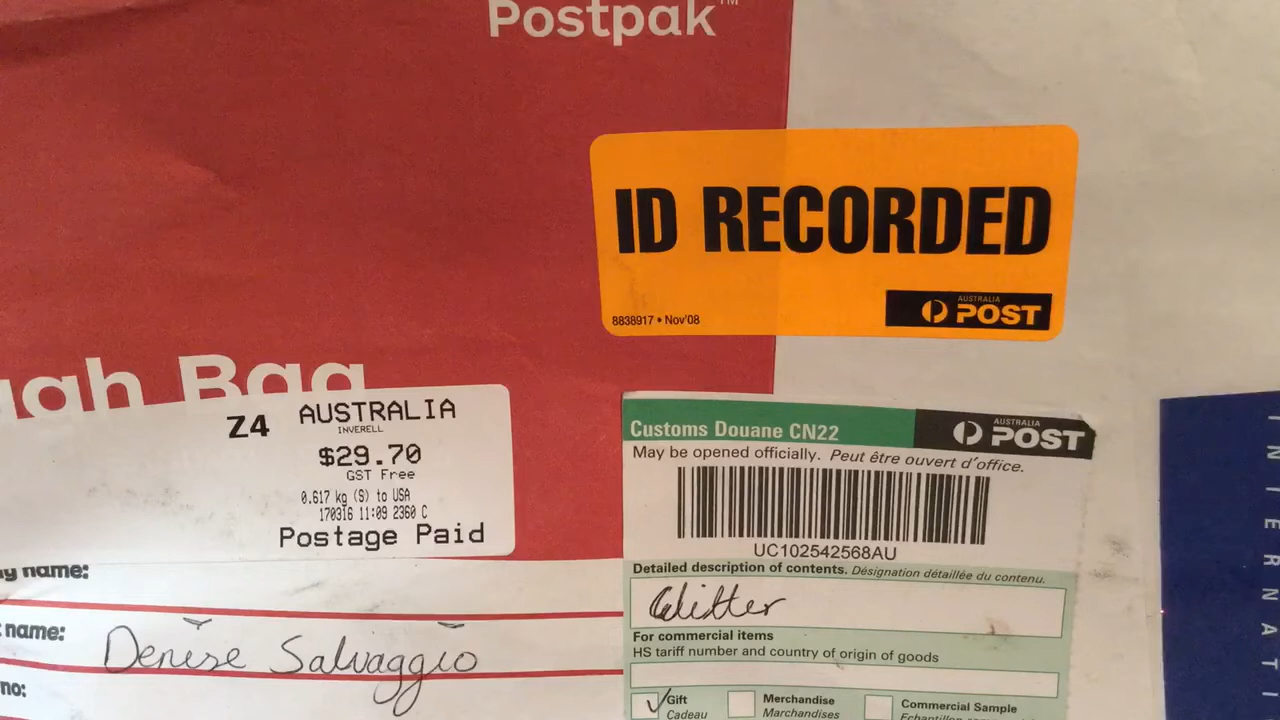 Postpak™
ID RECORDED
8838917 • Nov'08
AUSTRALIA
POST
ugh Bag
Z4
AUSTRALIA
INVERELL
$29.70
GST Free
0.617 kg (S) to USA
170316 11:09 2360 C
Postage Paid
y name:
name:
Denise Salvaggio
no:
Customs Douane CN22
AUSTRALIA
POST
May be opened officially. Peut être ouvert d'office.
UC102542568AU
Detailed description of contents. Désignation détaillée du contenu.
Glitter
For commercial items
HS tariff number and country of origin of goods
Gift
Cadeau
Merchandise
Marchandises
Commercial Sample
INTERNATI